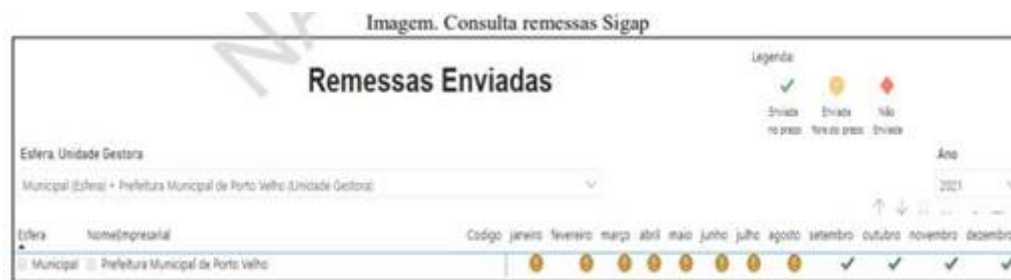 Imagem. Consulta remessas Sigap
NA
Remessas Enviadas
Legenda:
Enviada no prazo
Enviada fora do prazo
Não Enviada
Esfera, Unidade Gestora
Municipal (Esfera) + Prefeitura Municipal de Porto Velho (Unidade Gestora)
Ano
2021
Esfera NomeEmpresarial Codigo janeiro fevereiro março abril maio junho julho agosto setembro outubro novembro dezembro
Municipal Prefeitura Municipal de Porto Velho